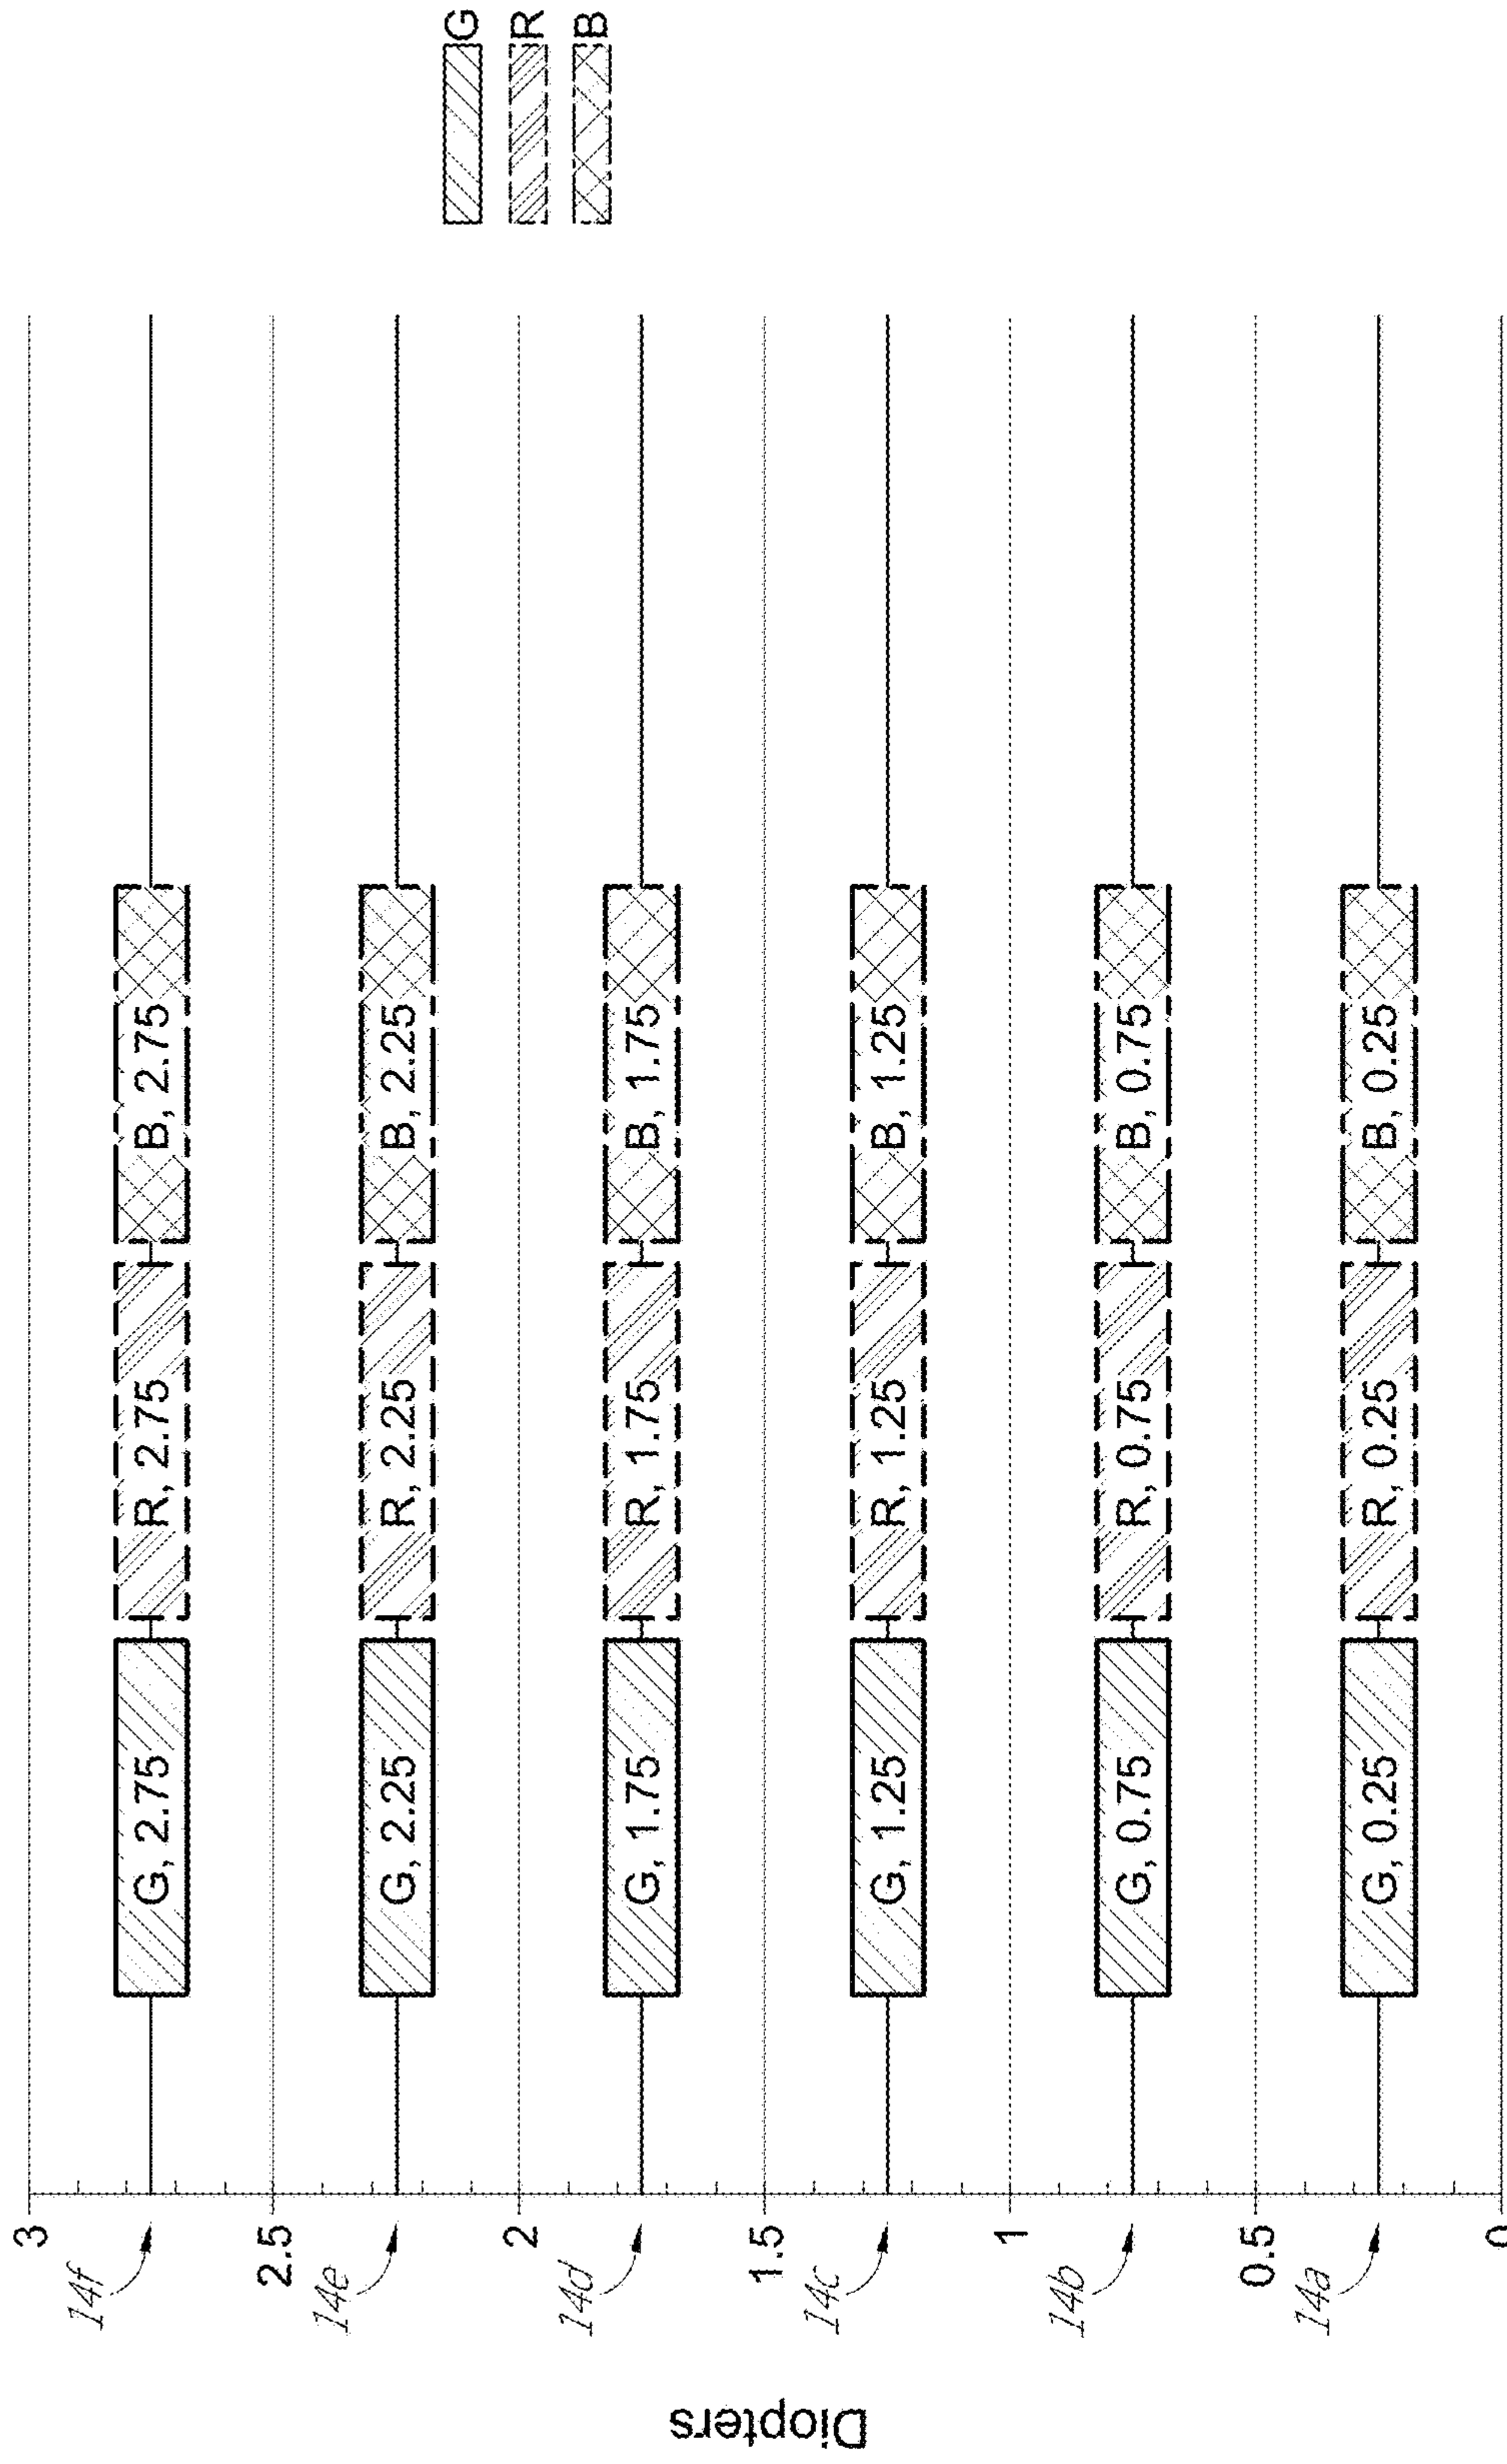 Diopters
3
14f
G, 2.75
R, 2.75
B, 2.75
2.5
14e
G, 2.25
R, 2.25
B, 2.25
2
14d
G, 1.75
R, 1.75
B, 1.75
1.5
14c
G, 1.25
R, 1.25
B, 1.25
1
14b
G, 0.75
R, 0.75
B, 0.75
0.5
14a
G, 0.25
R, 0.25
B, 0.25
0
G
R
B